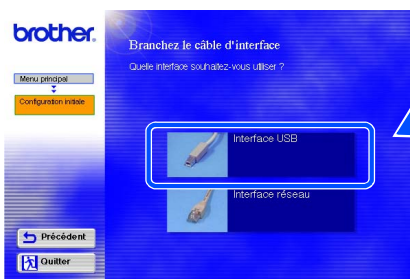 brother.
Menu principal
Configuration initiale
Branchez le câble d'interface
Quelle interface souhaitez-vous utiliser ?
Interface USB
Interface réseau
Précédent
Quitter